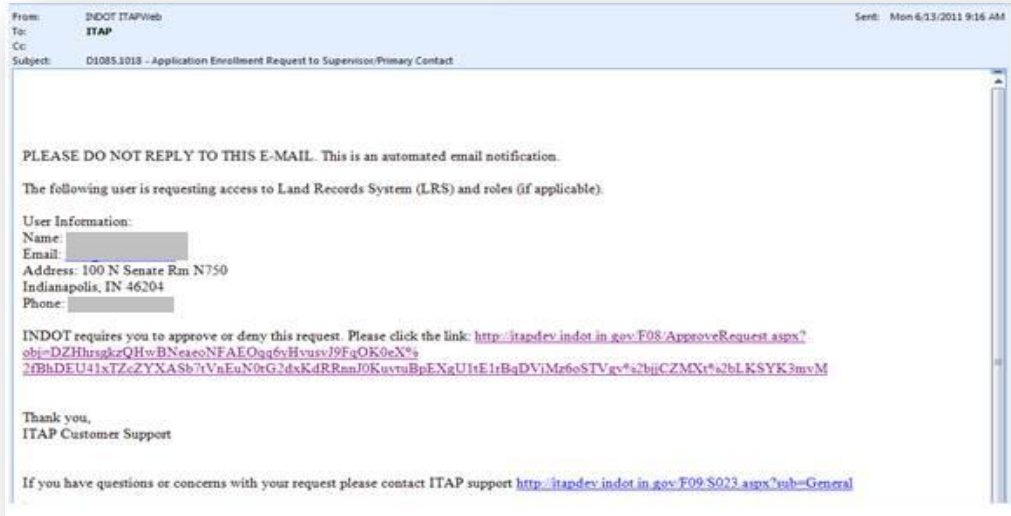 From: INDOT ITAPWeb Sent: Mon 6/13/2011 9:16 AM
To: ITAP
Cc:
Subject: D1085.1018 - Application Enrollment Request to Supervisor/Primary Contact
PLEASE DO NOT REPLY TO THIS E-MAIL. This is an automated email notification.
The following user is requesting access to Land Records System (LRS) and roles (if applicable).
User Information:
Name:
Email:
Address: 100 N Senate Rm N750
Indianapolis, IN 46204
Phone:
INDOT requires you to approve or deny this request. Please click the link: http://itapdev.indot.in.gov/F08/ApproveRequest.aspx?
Thank you,
ITAP Customer Support
If you have questions or concerns with your request please contact ITAP support http://itapdev.indot.in.gov/F09/S023.aspx?sub=General